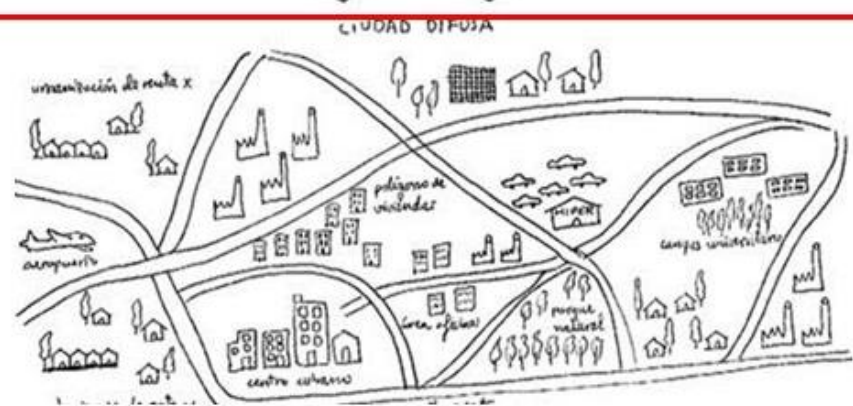 CIUDAD DIFUSA
urbanización de renta x
polígono de
viviendas
HIPER
campus universitario
aeropuerto
área oficinas
parque
natural
centro urbano